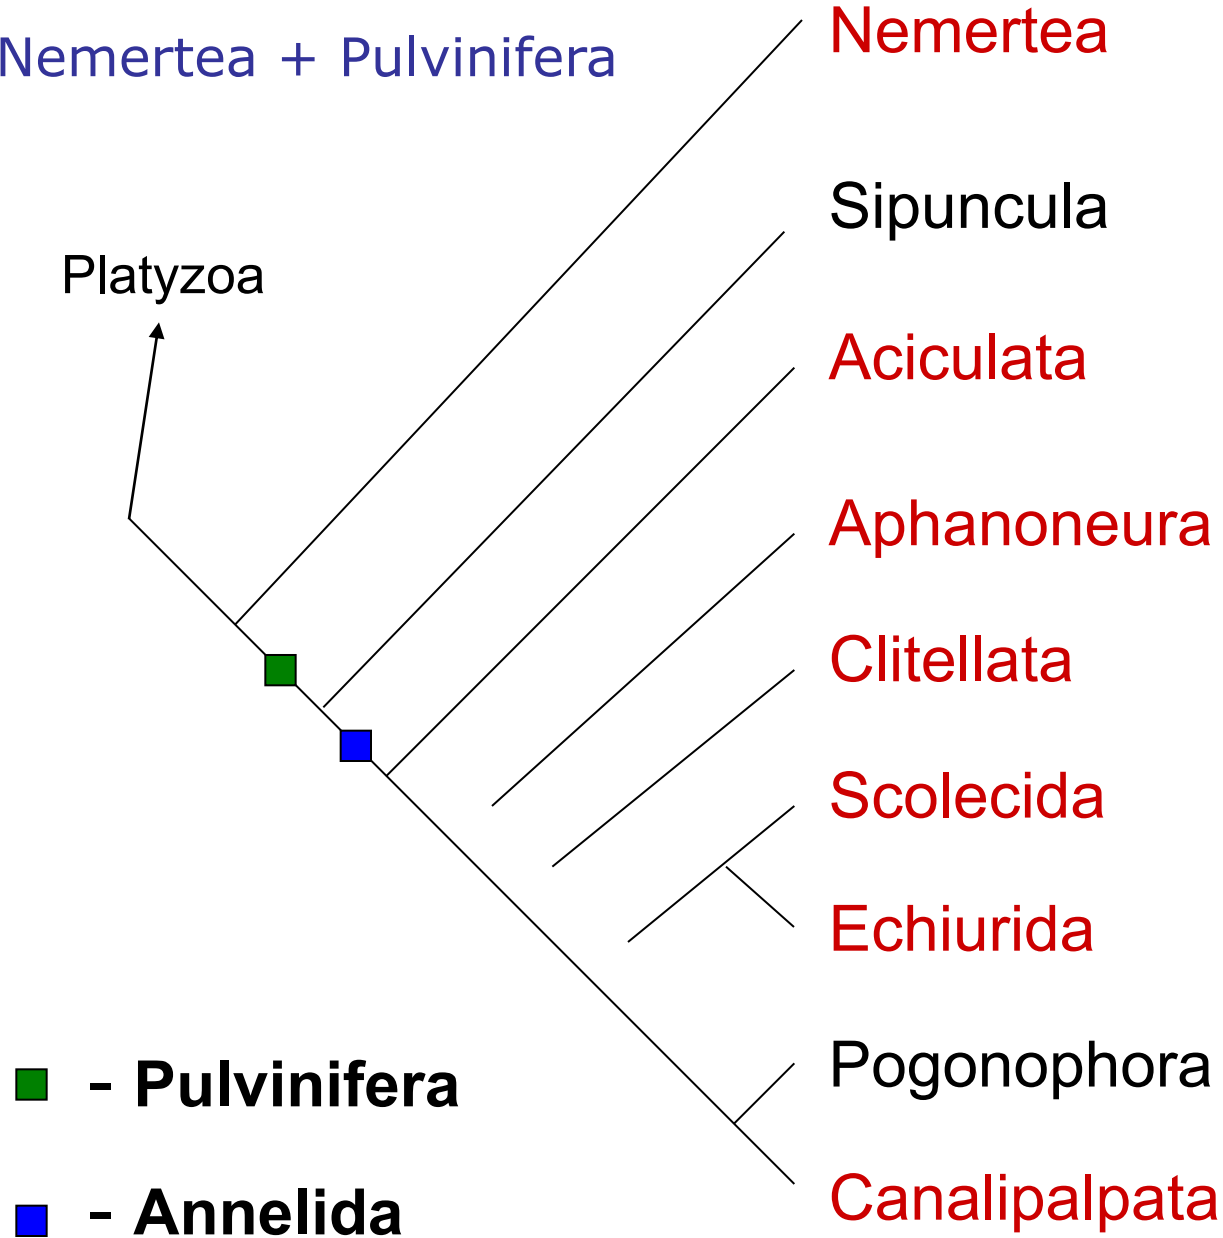 Nemertea + Pulvinifera
Nemertea
Sipuncula
Platyzoa
Aciculata
Aphanoneura
Clitellata
Scolecida
Echiurida
Pogonophora
Canalipalpata
- Pulvinifera
- Annelida